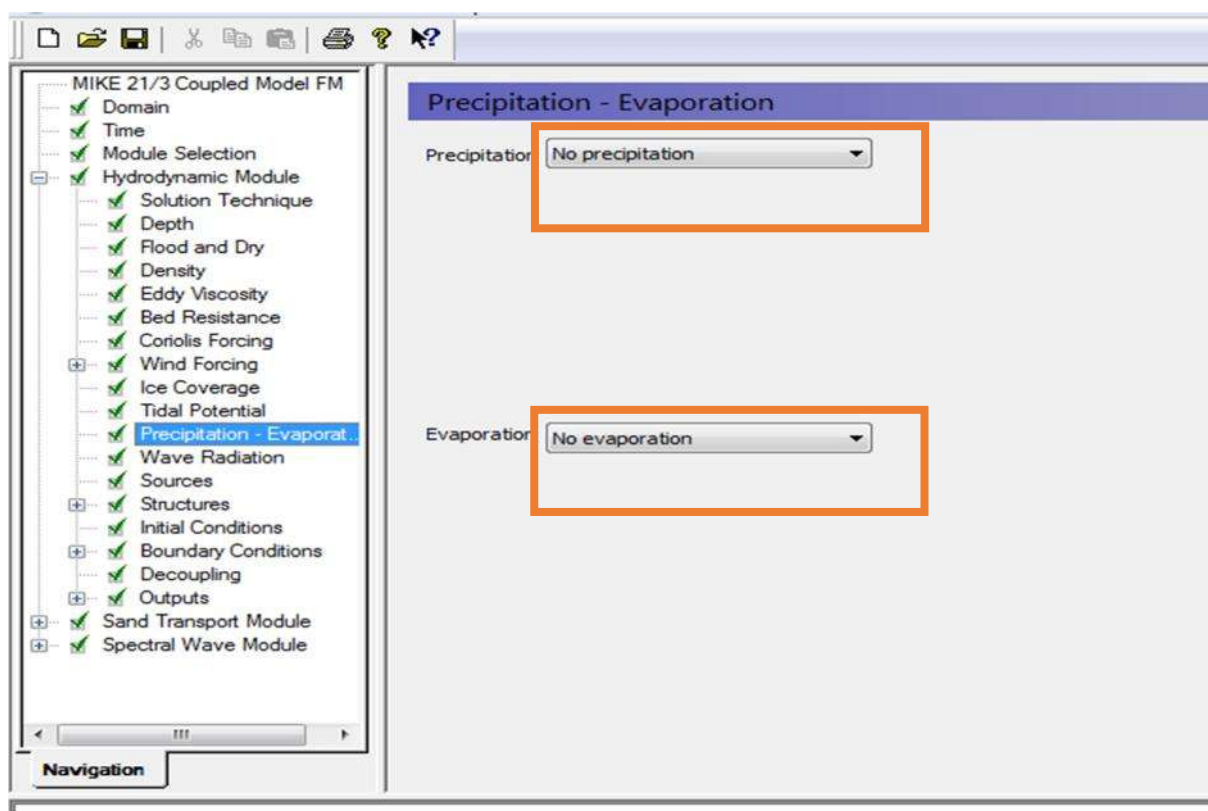 MIKE 21/3 Coupled Model FM
Domain
Time
Module Selection
Hydrodynamic Module
Solution Technique
Depth
Flood and Dry
Density
Eddy Viscosity
Bed Resistance
Coriolis Forcing
Wind Forcing
Ice Coverage
Tidal Potential
Precipitation - Evaporat..
Wave Radiation
Sources
Structures
Initial Conditions
Boundary Conditions
Decoupling
Outputs
Sand Transport Module
Spectral Wave Module
Navigation
Precipitation - Evaporation
Precipitation No precipitation
Evaporation No evaporation